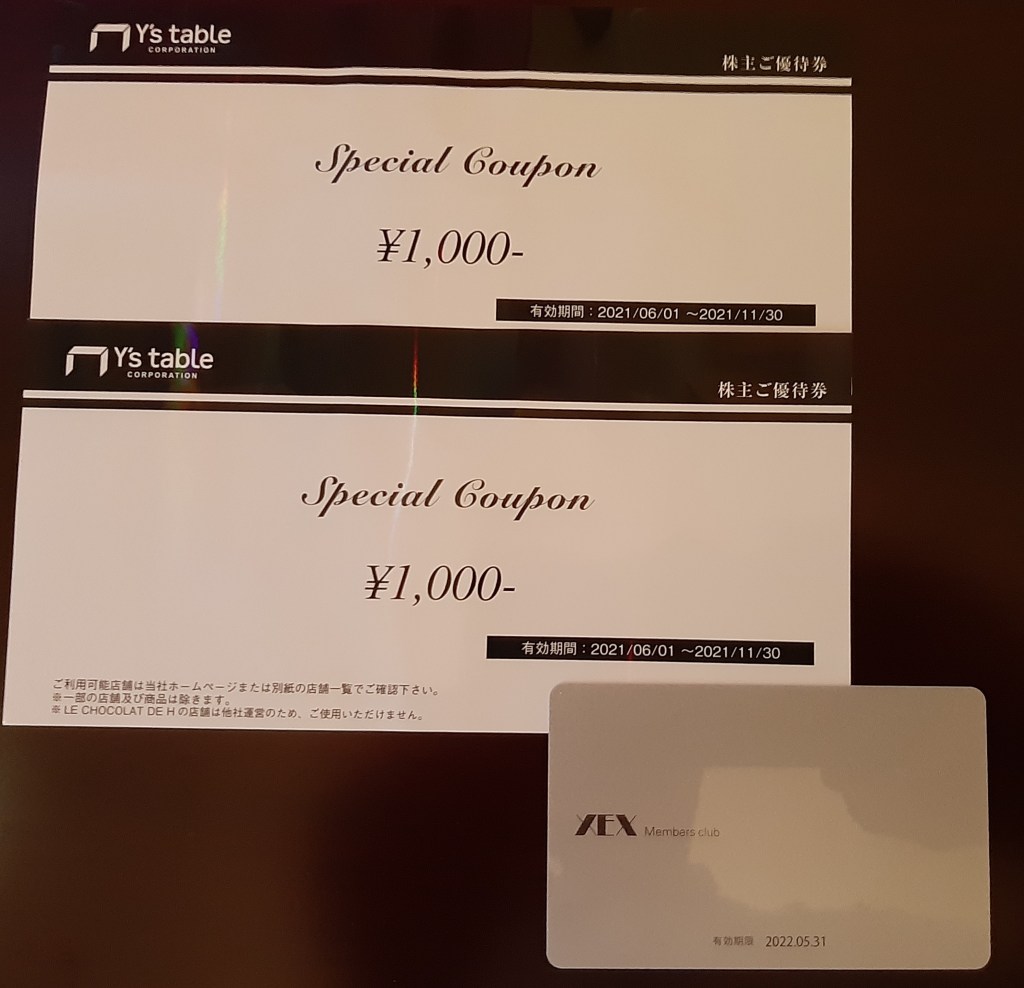 Y's table
CORPORATION
株主ご優待券
Special Coupon
¥1,000-
有効期間：2021/06/01 〜2021/11/30
Y's table
CORPORATION
株主ご優待券
Special Coupon
¥1,000-
有効期間：2021/06/01 〜2021/11/30
ご利用可能店舗は当社ホームページまたは別紙の店舗一覧でご確認下さい。
※一部の店舗及び商品は除きます。
※ LE CHOCOLAT DE H の店舗は他社運営のため、ご使用いただけません。
XEX Members club
有効期限 2022.05.31